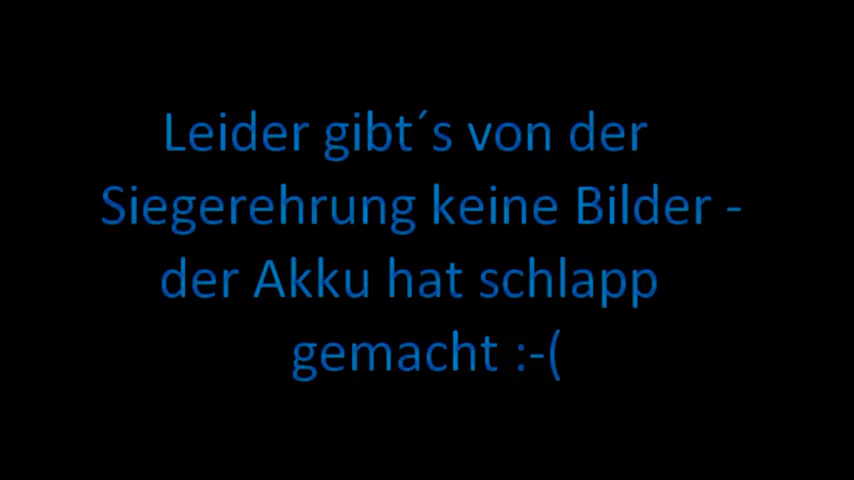 Leider gibt´s von der
Siegerehrung keine Bilder -
der Akku hat schlapp
gemacht :-(